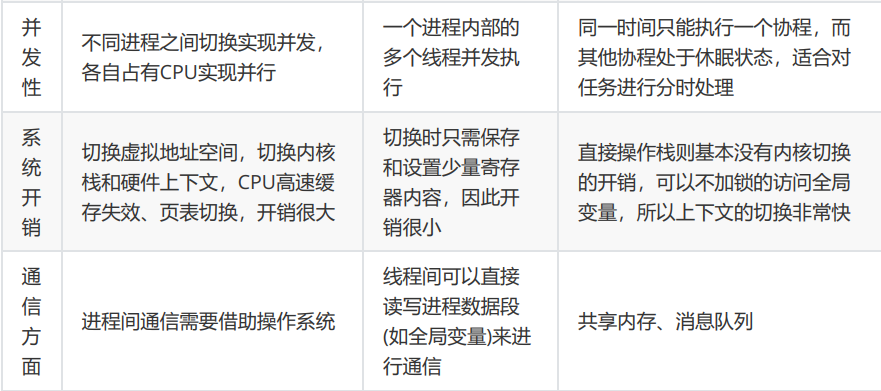 并
发
性
不同进程之间切换实现并发，
各自占有CPU实现并行
一个进程内部的
多个线程并发执
行
同一时间只能执行一个协程，而
其他协程处于休眠状态，适合对
任务进行分时处理
系
统
开
销
切换虚拟地址空间，切换内核
栈和硬件上下文，CPU高速缓
存失效、页表切换，开销很大
切换时只需保存
和设置少量寄存
器内容，因此开
销很小
直接操作栈则基本没有内核切换
的开销，可以不加锁的访问全局
变量，所以上下文的切换非常快
通
信
方
面
进程间通信需要借助操作系统
线程间可以直接
读写进程数据段
(如全局变量)来进
行通信
共享内存、消息队列